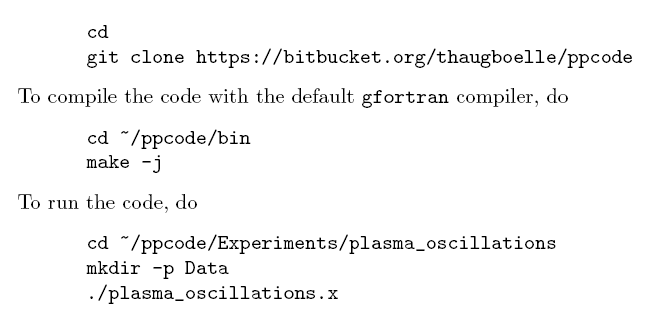 cd
git clone https://bitbucket.org/thaugboelle/ppcode
To compile the code with the default gfortran compiler, do
cd ~/ppcode/bin
make -j
To run the code, do
cd ~/ppcode/Experiments/plasma_oscillations
mkdir -p Data
./plasma_oscillations.x